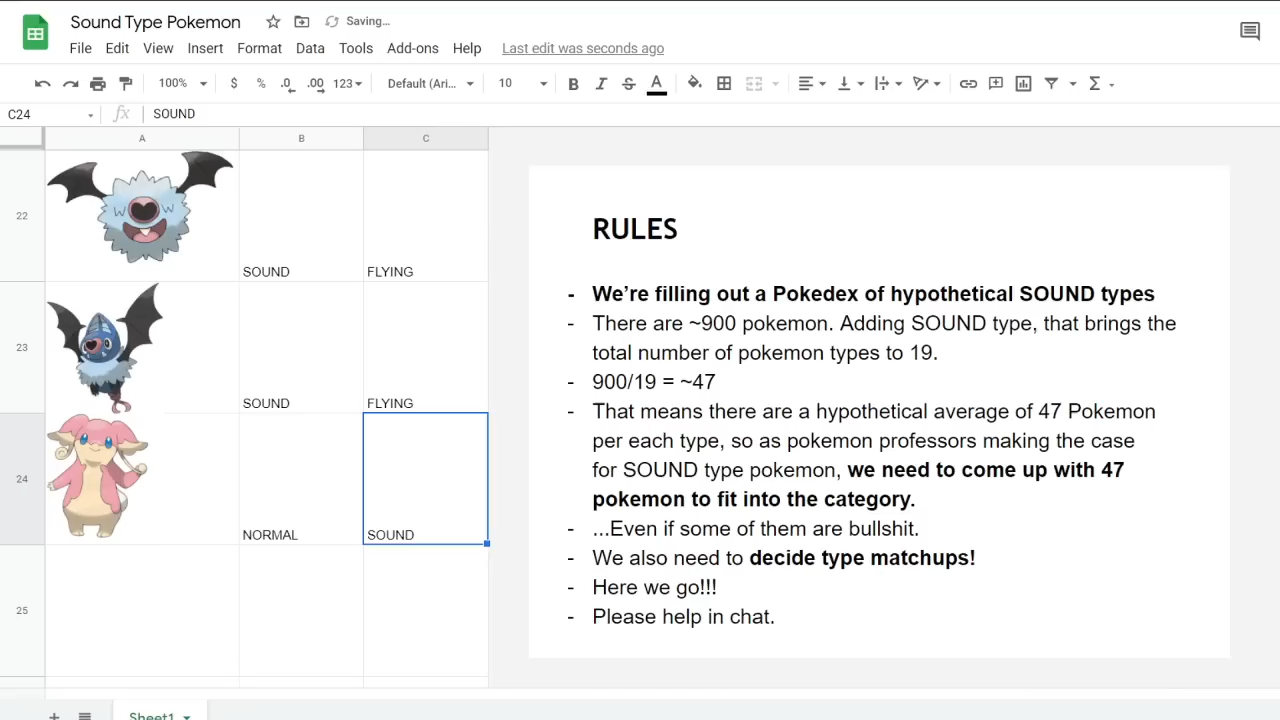 Sound Type Pokemon Saving...
File Edit View Insert Format Data Tools Add-ons Help Last edit was seconds ago
100% $ % .0 .00 123 Default (Ari... 10 B I S A
C24 fx SOUND
A B C
22 SOUND FLYING
23 SOUND FLYING
24 NORMAL SOUND
25
Sheet1
RULES
- We're filling out a Pokedex of hypothetical SOUND types
- There are ~900 pokemon. Adding SOUND type, that brings the
total number of pokemon types to 19.
- 900/19 = ~47
- That means there are a hypothetical average of 47 Pokemon
per each type, so as pokemon professors making the case
for SOUND type pokemon, we need to come up with 47
pokemon to fit into the category.
- ...Even if some of them are bullshit.
- We also need to decide type matchups!
- Here we go!!!
- Please help in chat.